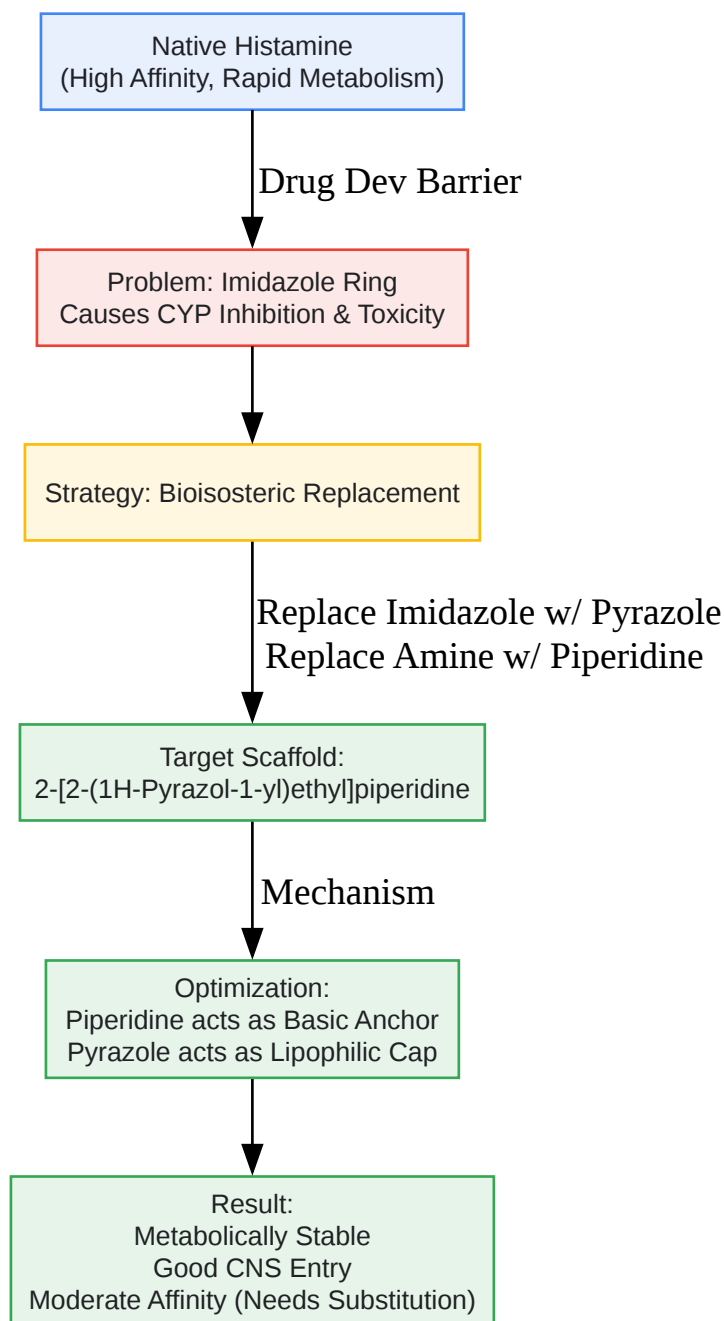 Native Histamine
(High Affinity, Rapid Metabolism)
Drug Dev Barrier
Problem: Imidazole Ring
Causes CYP Inhibition & Toxicity
Strategy: Bioisosteric Replacement
Replace Imidazole w/ Pyrazole
Replace Amine w/ Piperidine
Target Scaffold:
2-[2-(1H-Pyrazol-1-yl)ethyl]piperidine
Mechanism
Optimization:
Piperidine acts as Basic Anchor
Pyrazole acts as Lipophilic Cap
Result:
Metabolically Stable
Good CNS Entry
Moderate Affinity (Needs Substitution)